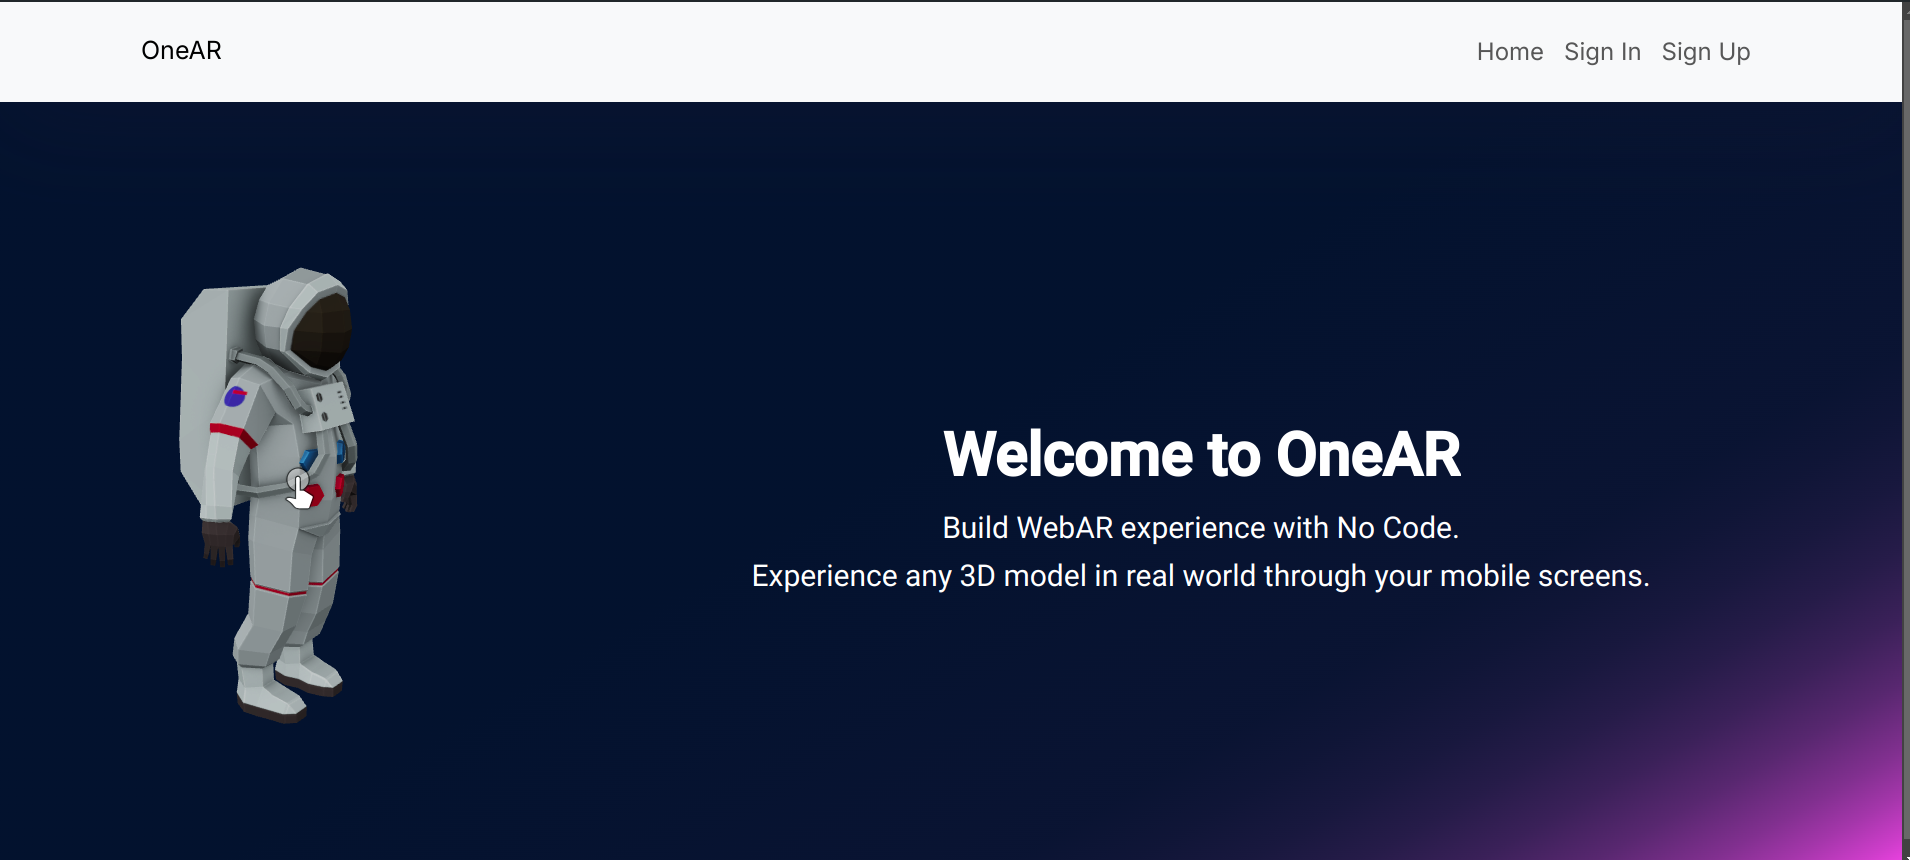 OneAR
Home Sign In Sign Up
Welcome to OneAR
Build WebAR experience with No Code.
Experience any 3D model in real world through your mobile screens.